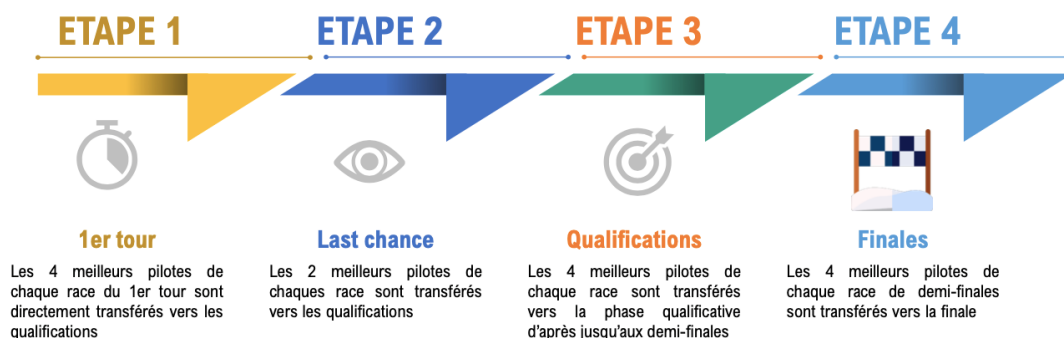 ETAPE 1
ETAPE 2
ETAPE 3
ETAPE 4
1er tour
Les 4 meilleurs pilotes de
chaque race du 1er tour sont
directement transférés vers les
qualifications
Last chance
Les 2 meilleurs pilotes de
chaques race sont transférés
vers les qualifications
Qualifications
Les 4 meilleurs pilotes de
chaque race sont transférés
vers la phase qualificative
d'après jusqu'aux demi-finales
Finales
Les 4 meilleurs pilotes de
chaque race de demi-finales
sont transférés vers la finale